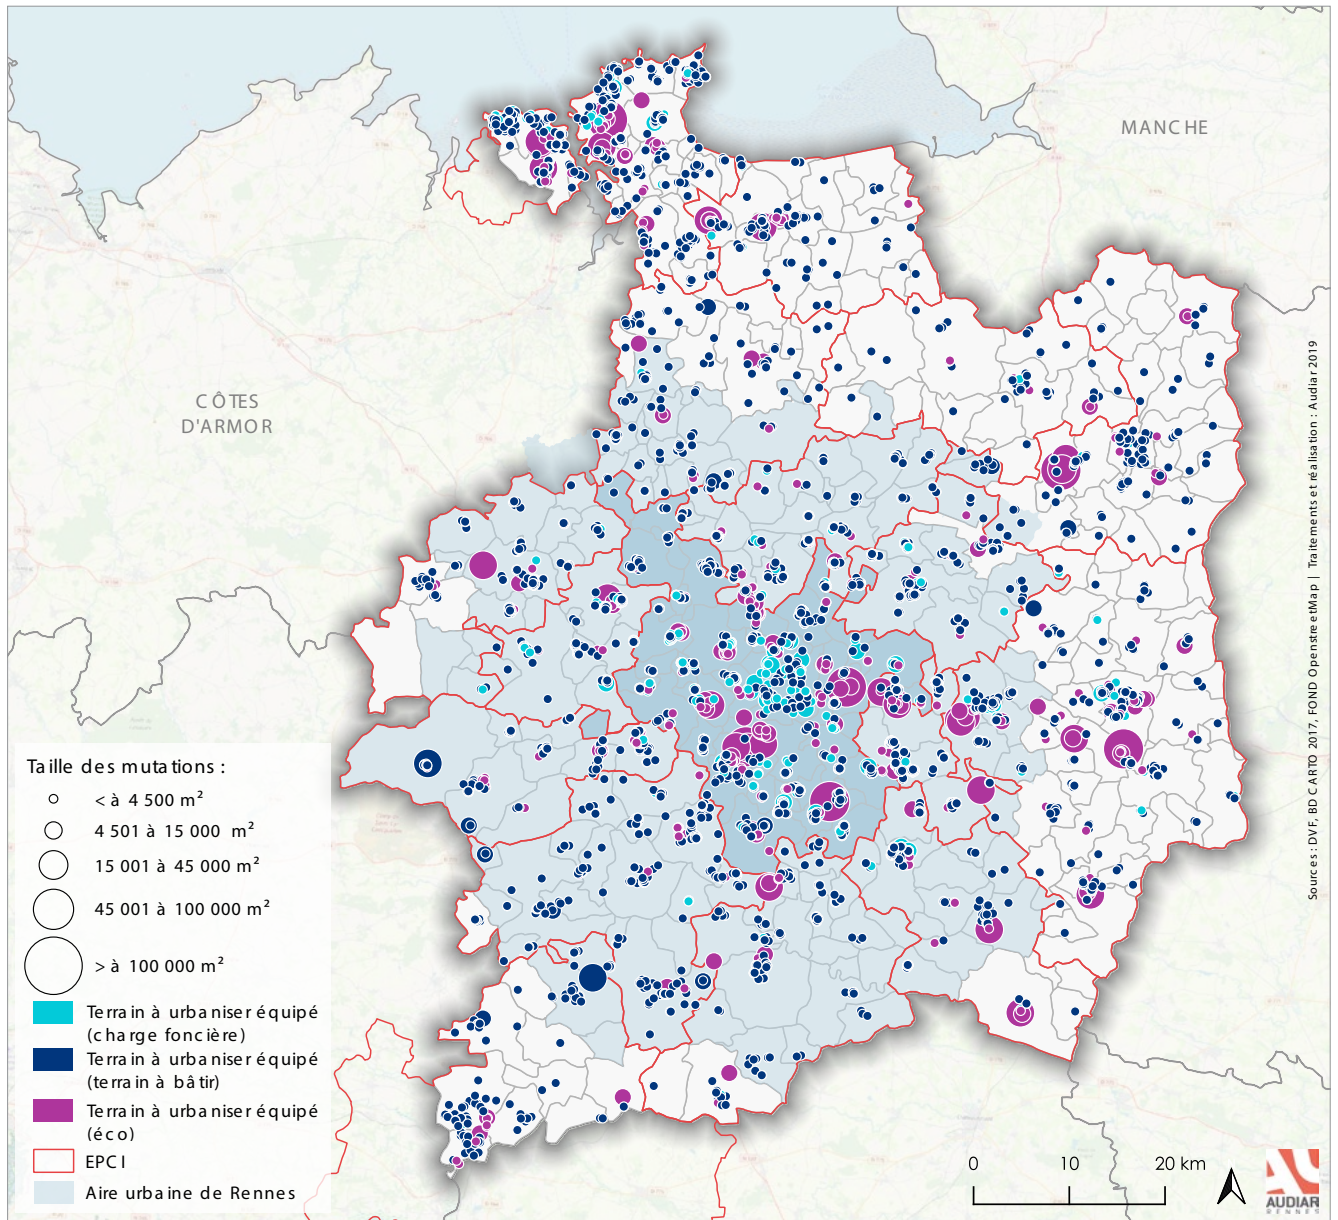 MANCHE
CÔTES
D'ARMOR
Taille des mutations :
< à 4 500 m²
4 501 à 15 000 m²
15 001 à 45 000 m²
45 001 à 100 000 m²
> à 100 000 m²
Terrain à urbaniser équipé
(charge foncière)
Terrain à urbaniser équipé
(terrain à bâtir)
Terrain à urbaniser équipé
(éco)
EPCI
Aire urbaine de Rennes
Sources : DVF, BD CARTO 2017, FOND OpenstreetMap | Traitements et réalisation : Audiar 2019
0 10 20 km
AUDIAR
RENNES